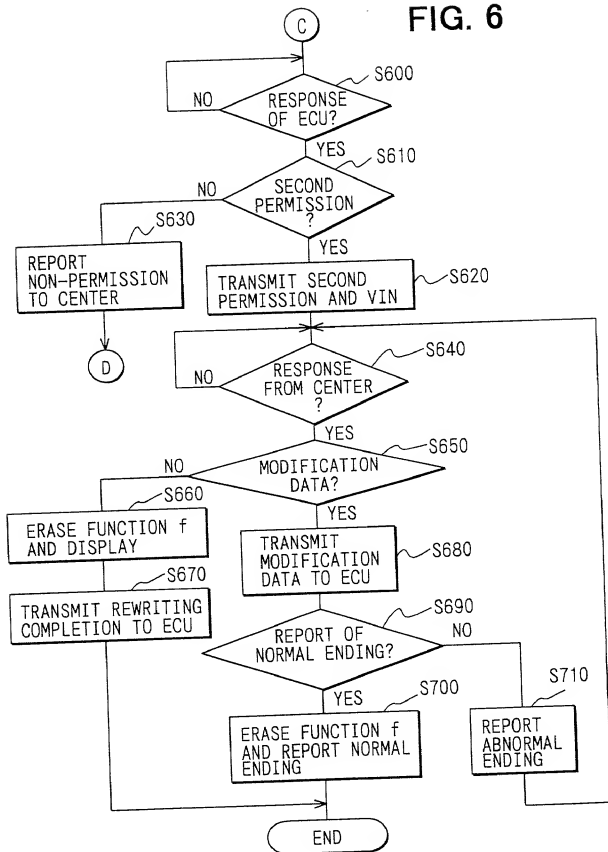 FIG. 6
C
S600
NO
RESPONSE
OF ECU?
YES
S610
NO
SECOND
PERMISSION
?
S630
YES
REPORT
NON-PERMISSION
TO CENTER
TRANSMIT SECOND
PERMISSION AND VIN
S620
D
S640
NO
RESPONSE
FROM CENTER
?
YES
S650
NO
MODIFICATION
DATA?
S660
YES
ERASE FUNCTION f
AND DISPLAY
TRANSMIT
MODIFICATION
DATA TO ECU
S680
S670
TRANSMIT REWRITING
COMPLETION TO ECU
S690
REPORT OF
NORMAL ENDING?
NO
YES
S700
S710
ERASE FUNCTION f
AND REPORT NORMAL
ENDING
REPORT
ABNORMAL
ENDING
END